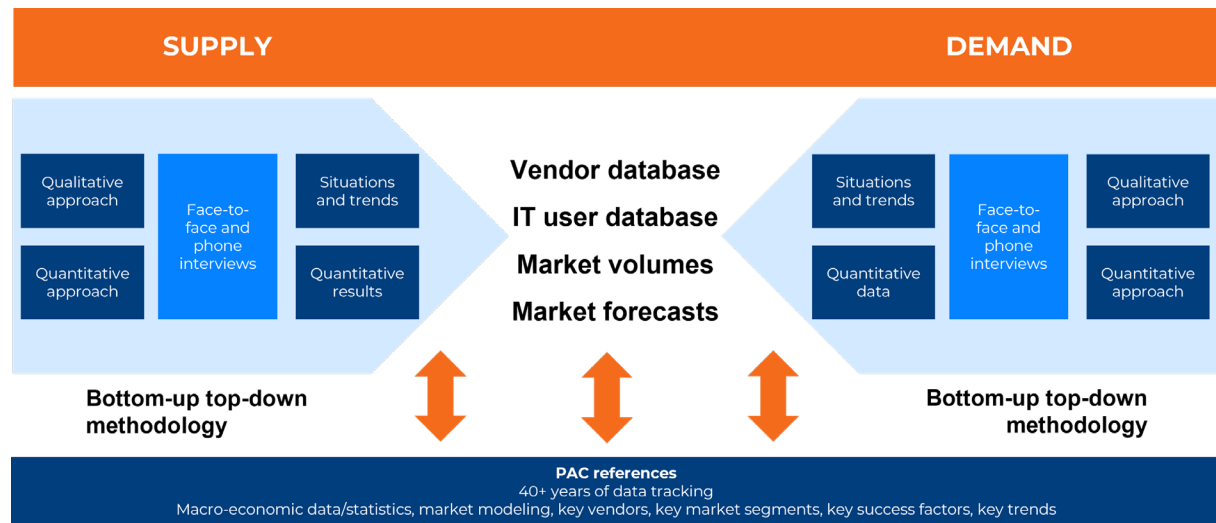 SUPPLY
DEMAND
Qualitative
approach
Quantitative
approach
Face-to-
face and
phone
interviews
Situations
and trends
Quantitative
results
Vendor database
IT user database
Market volumes
Market forecasts
Situations
and trends
Quantitative
data
Face-to-
face and
phone
interviews
Qualitative
approach
Quantitative
approach
Bottom-up top-down
methodology
Bottom-up top-down
methodology
PAC references
40+ years of data tracking
Macro-economic data/statistics, market modeling, key vendors, key market segments, key success factors, key trends